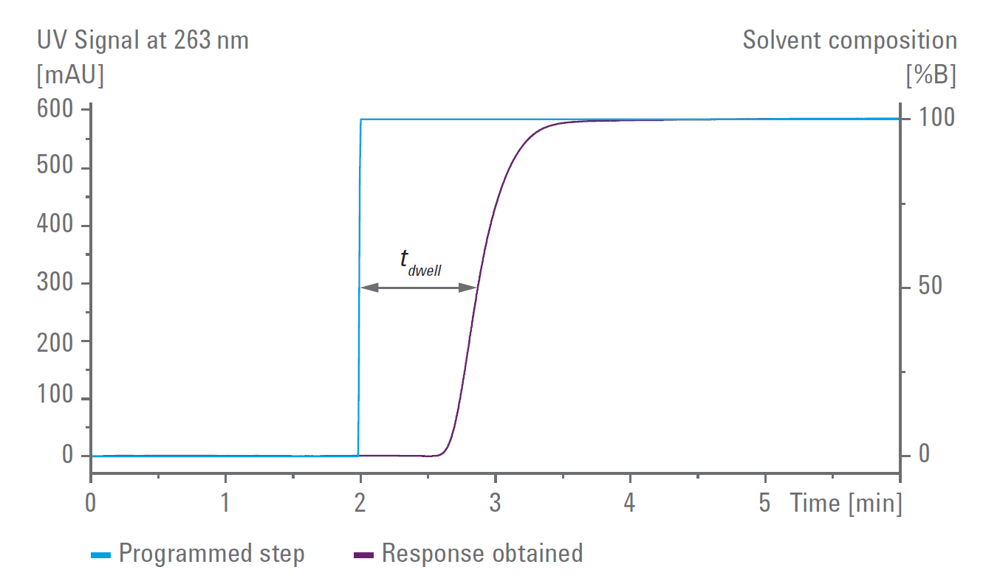 UV Signal at 263 nm
[mAU]
Solvent composition
[%B]
600
500
400
300
200
100
0
100
50
0
t dwell
0 1 2 3 4 5 Time [min]
Programmed step Response obtained